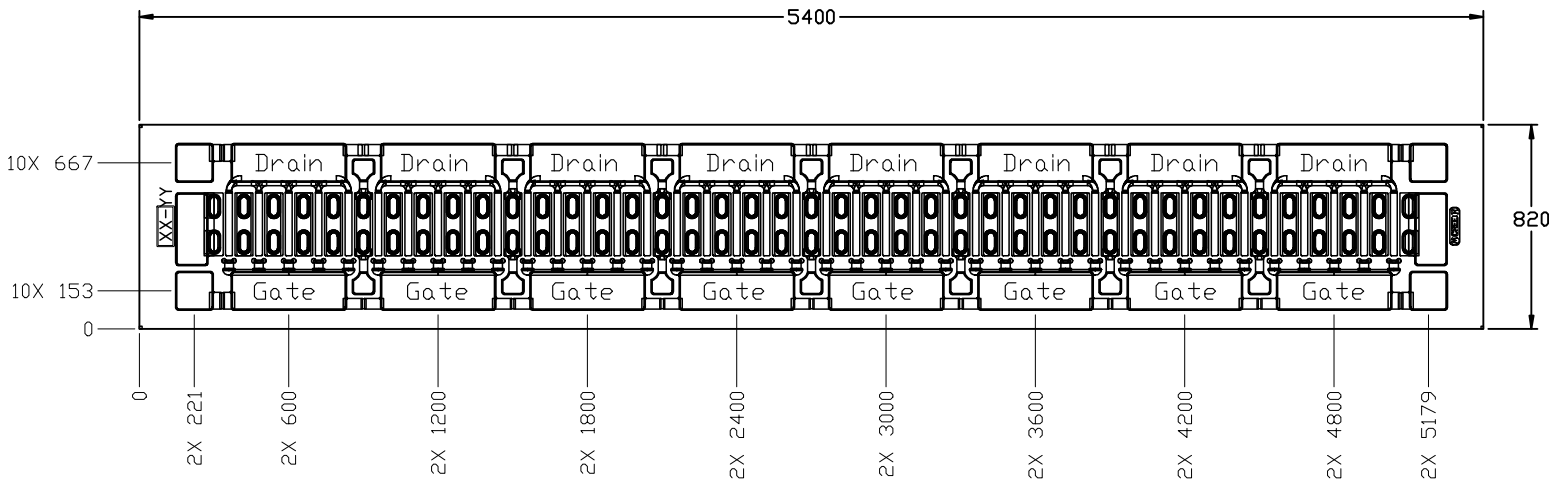 5400
10X 667
Drain Drain Drain Drain Drain Drain Drain Drain
XX-YY
820
10X 153
Gate Gate Gate Gate Gate Gate Gate Gate
0
0
2X 221
2X 600
2X 1200
2X 1800
2X 2400
2X 3000
2X 3600
2X 4200
2X 4800
2X 5179